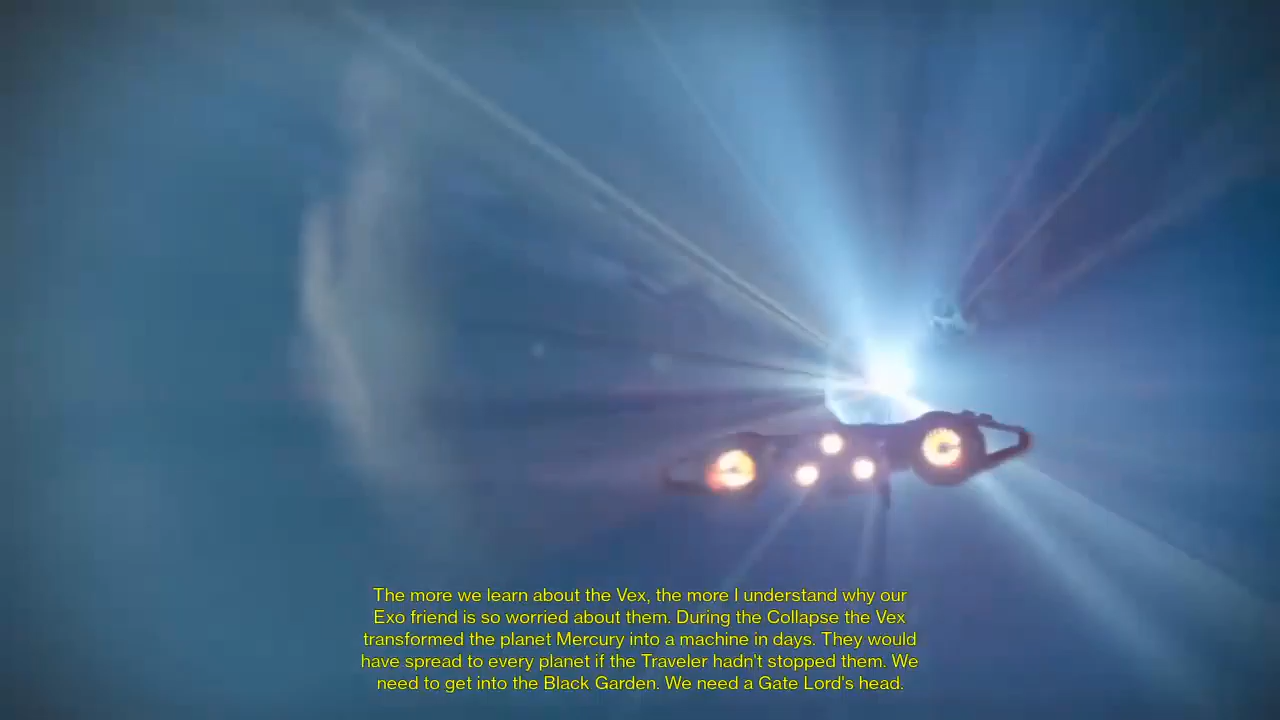 The more we learn about the Vex, the more I understand why our
Exo friend is so worried about them. During the Collapse the Vex
transformed the planet Mercury into a machine in days. They would
have spread to every planet if the Traveler hadn't stopped them. We
need to get into the Black Garden. We need a Gate Lord's head.